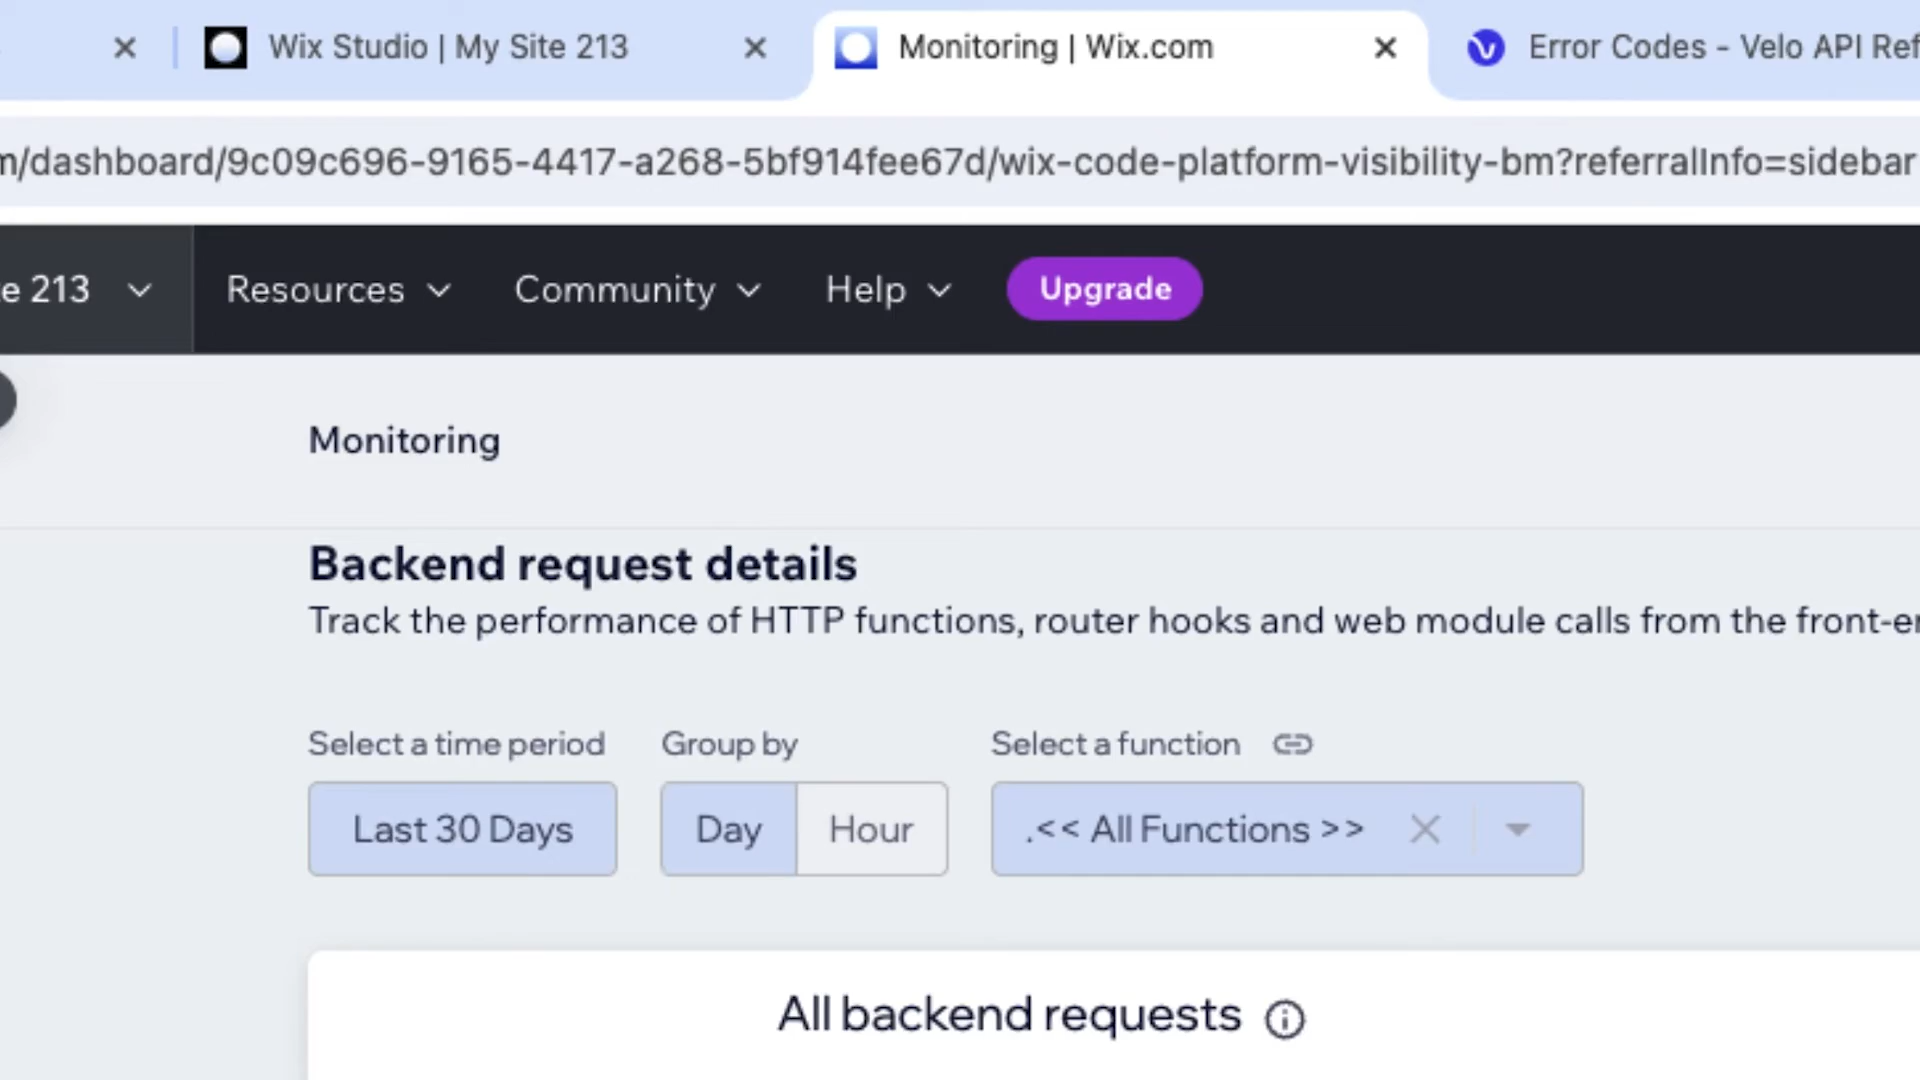 Wix Studio | My Site 213
Monitoring | Wix.com
Error Codes - Velo API Ref
m/dashboard/9c09c696-9165-4417-a268-5bf914fee67d/wix-code-platform-visibility-bm?referralInfo=sidebar
e 213
Resources
Community
Help
Upgrade
Monitoring
Backend request details
Track the performance of HTTP functions, router hooks and web module calls from the front-en
Select a time period
Group by
Select a function
Last 30 Days
Day
Hour
.<< All Functions >>
All backend requests